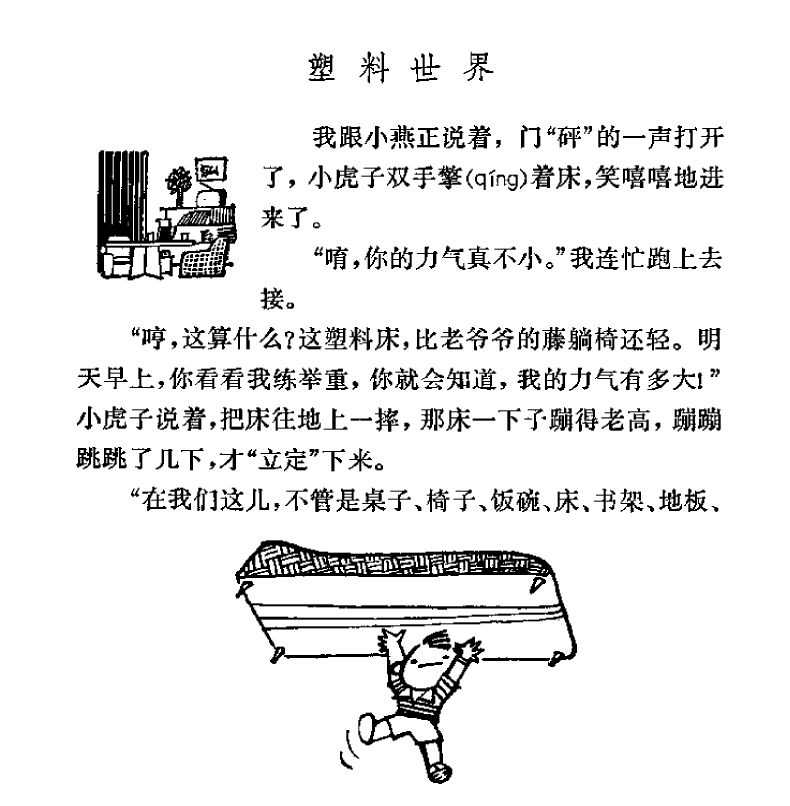 塑料世界
我跟小燕正说着，门“砰”的一声打开
了，小虎子双手擎(qíng)着床，笑嘻嘻地进
来了。
“唷，你的力气真不小。”我连忙跑上去
接。
“哼，这算什么？这塑料床，比老爷爷的藤躺椅还轻。明
天早上，你看看我练举重，你就会知道，我的力气有多大！”
小虎子说着，把床往地上一摔，那床一下子蹦得老高，蹦蹦
跳跳了几下，才“立定”下来。
“在我们这儿，不管是桌子、椅子、饭碗、床、书架、地板、